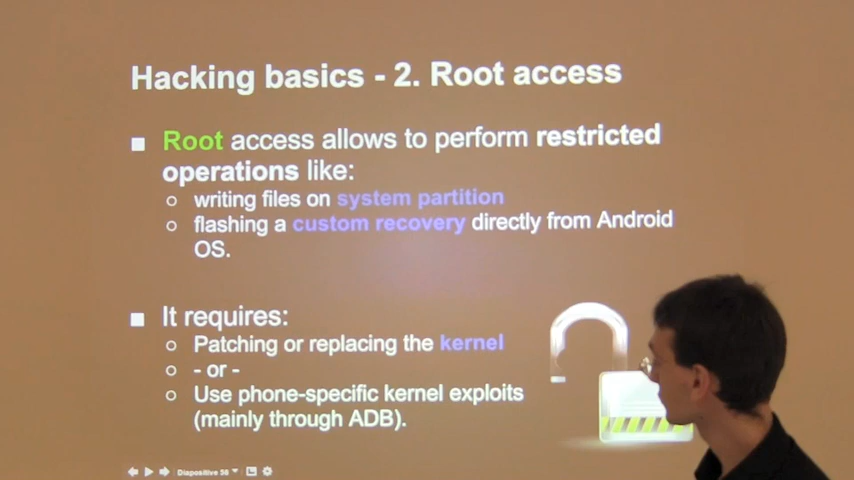 Hacking basics - 2. Root access
Root access allows to perform restricted
operations like:
writing files on system partition
flashing a custom recovery directly from Android
OS.
It requires:
Patching or replacing the kernel
- or -
Use phone-specific kernel exploits
(mainly through ADB).
Diapositive 58